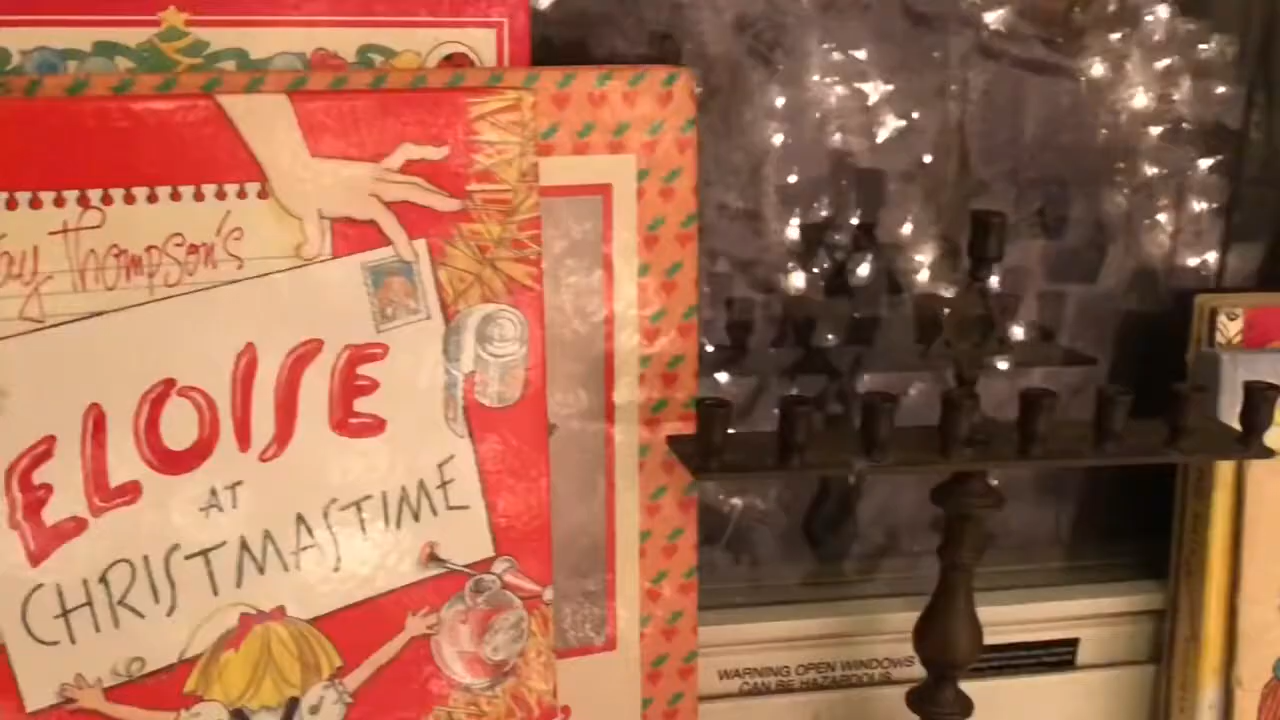 Thompson's
ELOISE
AT
CHRISTMASTIME
WARNING OPEN WINDOWS
CAN BE HAZARDOUS